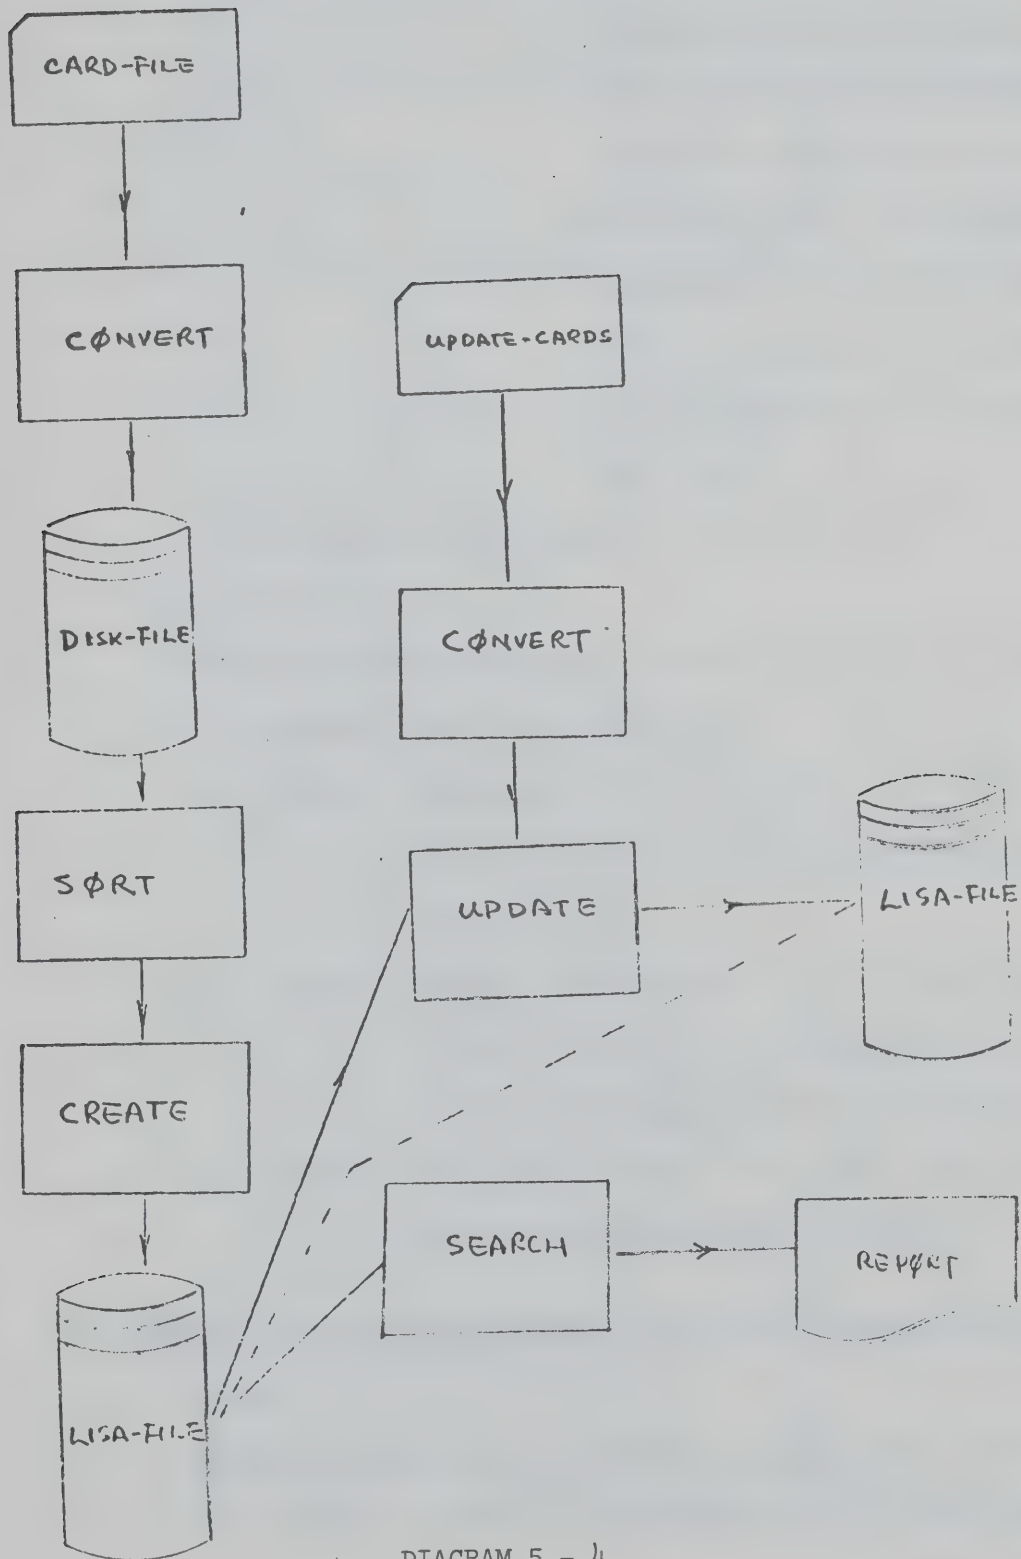 CARD-FILE
CØNVERT
UPDATE-CARDS
DISK-FILE
CØNVERT
SØRT
UPDATE
LISA-FILE
CREATE
SEARCH
REPØRT
LISA-FILE
DIAGRAM 5 - 4